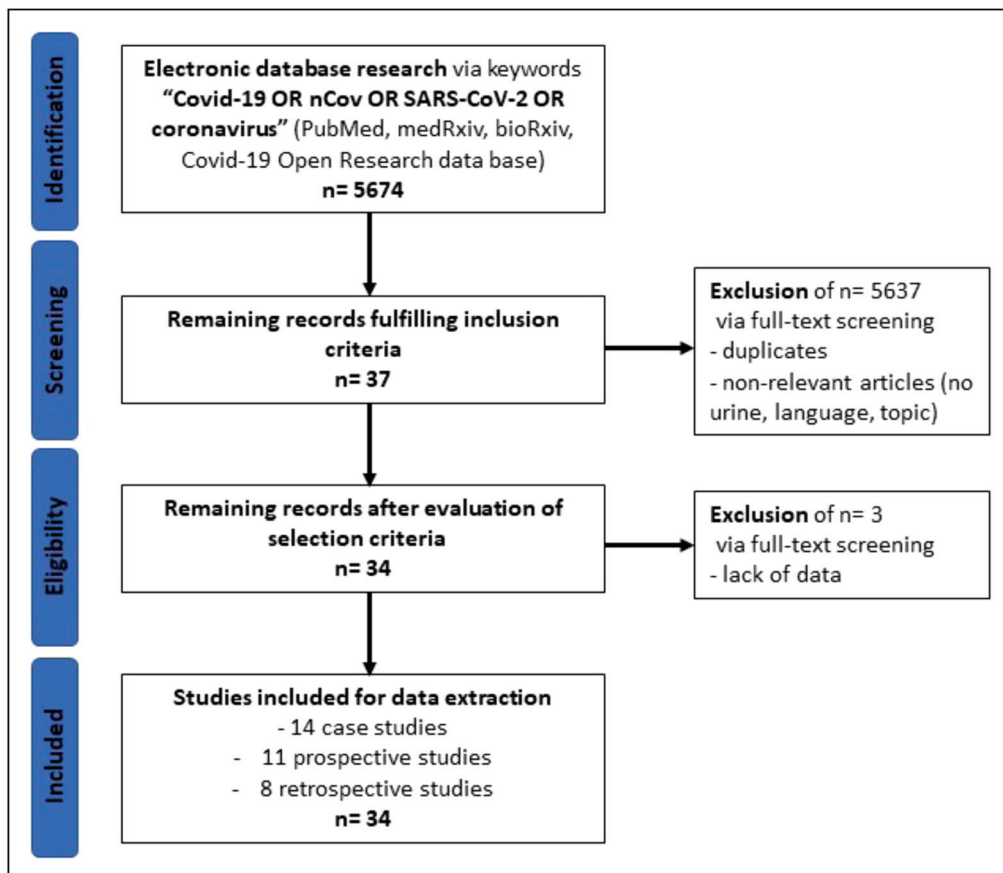 Identification
Electronic database research via keywords
“Covid-19 OR nCov OR SARS-CoV-2 OR
coronavirus” (PubMed, medRxiv, bioRxiv,
Covid-19 Open Research data base)
n= 5674
Screening
Remaining records fulfilling inclusion
criteria
n= 37
Exclusion of n= 5637
via full-text screening
- duplicates
- non-relevant articles (no
urine, language, topic)
Eligibility
Remaining records after evaluation of
selection criteria
n= 34
Exclusion of n= 3
via full-text screening
- lack of data
Included
Studies included for data extraction
- 14 case studies
- 11 prospective studies
- 8 retrospective studies
n= 34